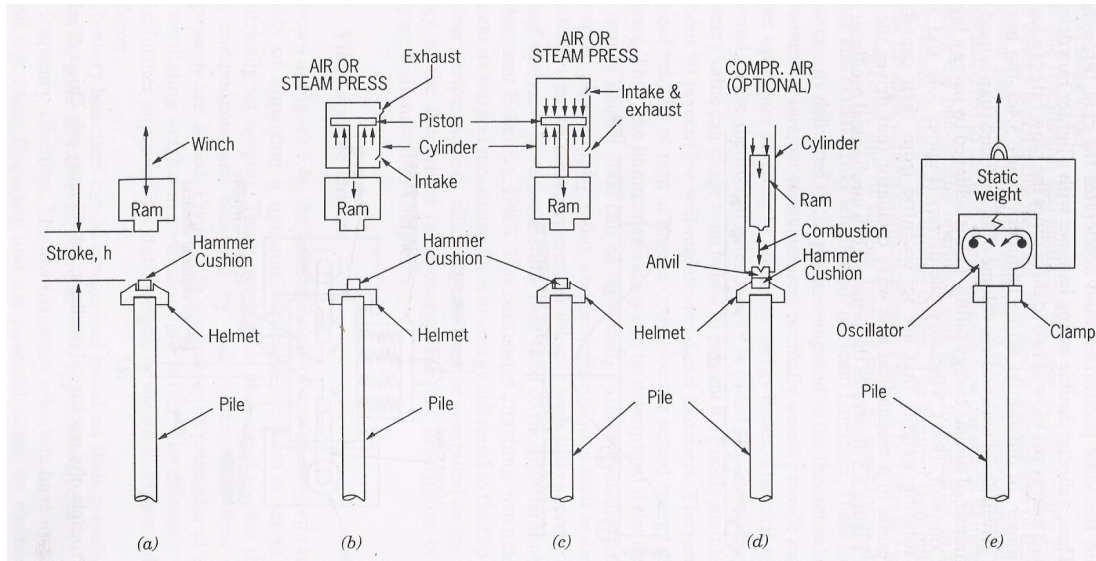 AIR OR
STEAM PRESS
Exhaust
AIR OR
STEAM PRESS
Intake &
exhaust
COMPR. AIR
(OPTIONAL)
Winch
Piston
Cylinder
Intake
Cylinder
Ram
Ram
Ram
Ram
Static
weight
Stroke, h
Hammer
Cushion
Hammer
Cushion
Combustion
Anvil
Hammer
Cushion
Helmet
Helmet
Helmet
Oscillator
Clamp
Pile
Pile
Pile
Pile
(a)
(b)
(c)
(d)
(e)